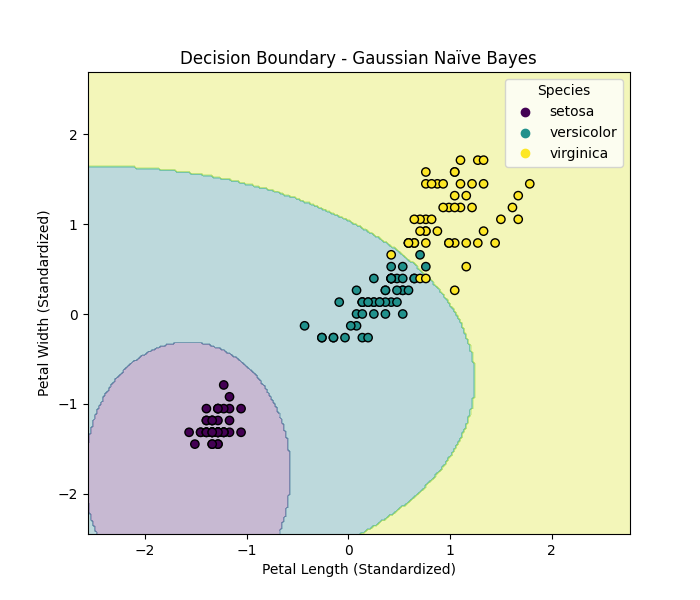 Decision Boundary - Gaussian Naïve Bayes
Species
setosa
versicolor
virginica
2
1
0
−1
−2
Petal Width (Standardized)
−2
−1
0
1
2
Petal Length (Standardized)